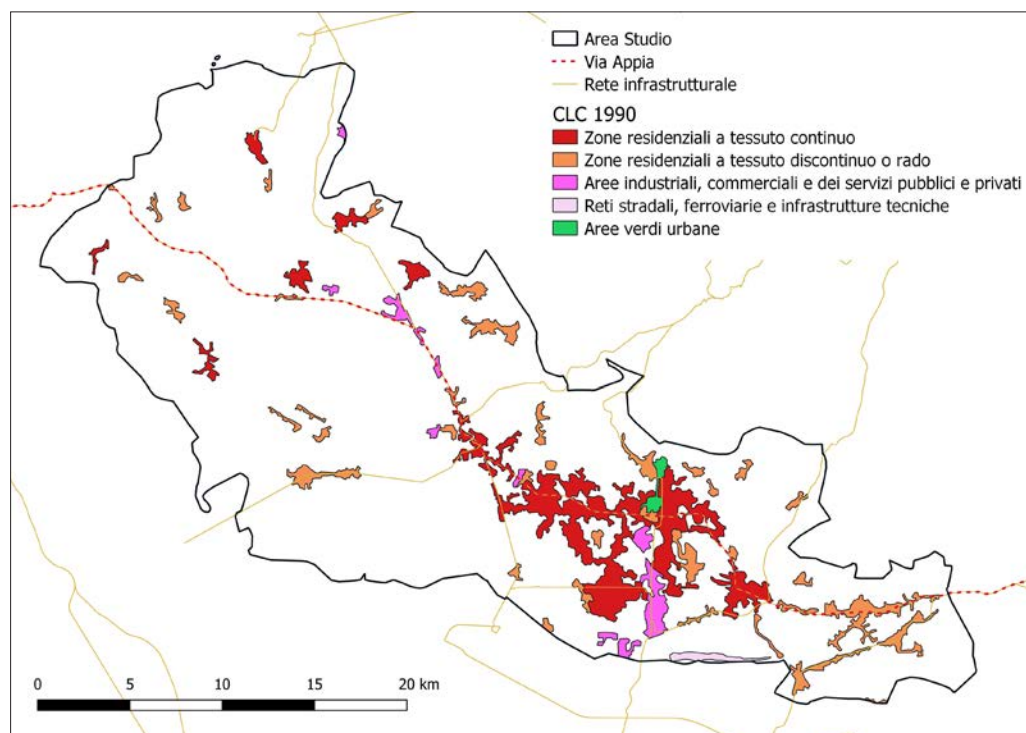 Area Studio
Via Appia
Rete infrastrutturale
CLC 1990
Zone residenziali a tessuto continuo
Zone residenziali a tessuto discontinuo o rado
Aree industriali, commerciali e dei servizi pubblici e privati
Reti stradali, ferroviarie e infrastrutture tecniche
Aree verdi urbane
0 5 10 15 20 km